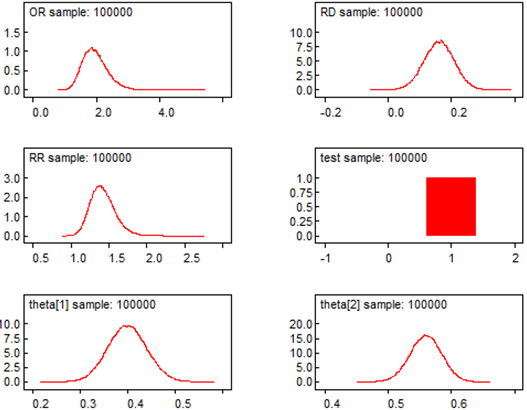 OR sample: 100000
1.5
1.0
0.5
0.0
0.0 2.0 4.0
RD sample: 100000
10.0
7.5
5.0
2.5
0.0
-0.2 0.0 0.2
RR sample: 100000
3.0
2.0
1.0
0.0
0.5 1.0 1.5 2.0 2.5
test sample: 100000
1.0
0.75
0.5
0.25
0.0
-1 0 1 2
theta[1] sample: 100000
10.0
7.5
5.0
2.5
0.0
0.2 0.3 0.4 0.5
theta[2] sample: 100000
20.0
15.0
10.0
5.0
0.0
0.4 0.5 0.6